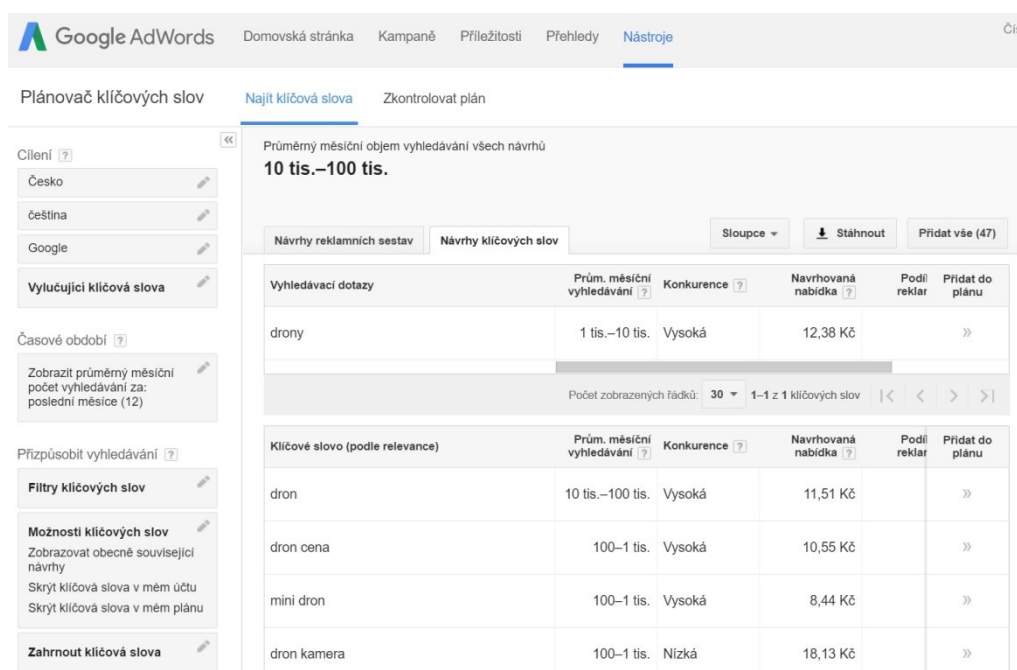 Google AdWords Domovská stránka Kampaně Příležitosti Přehledy Nástroje
Plánovač klíčových slov Najít klíčová slova Zkontrolovat plán
Cílení ?
Česko
čeština
Google
Vylučující klíčová slova
Časové období ?
Zobrazit průměrný měsíční
počet vyhledávání za:
poslední měsíce (12)
Přizpůsobit vyhledávání ?
Filtry klíčových slov
Možnosti klíčových slov
Zobrazovat obecně související
návrhy
Skrýt klíčová slova v mém účtu
Skrýt klíčová slova v mém plánu
Zahrnout klíčová slova
Průměrný měsíční objem vyhledávání všech návrhů
10 tis.–100 tis.
Návrhy reklamních sestav Návrhy klíčových slov Sloupce Stáhnout Přidat vše (47)
Vyhledávací dotazy Prům. měsíční vyhledávání ? Konkurence ? Navrhovaná nabídka ? Podíl reklar Přidat do plánu
drony 1 tis.–10 tis. Vysoká 12,38 Kč »
Počet zobrazených řádků: 30 1–1 z 1 klíčových slov
Klíčové slovo (podle relevance) Prům. měsíční vyhledávání ? Konkurence ? Navrhovaná nabídka ? Podíl reklar Přidat do plánu
dron 10 tis.–100 tis. Vysoká 11,51 Kč »
dron cena 100–1 tis. Vysoká 10,55 Kč »
mini dron 100–1 tis. Vysoká 8,44 Kč »
dron kamera 100–1 tis. Nízká 18,13 Kč »